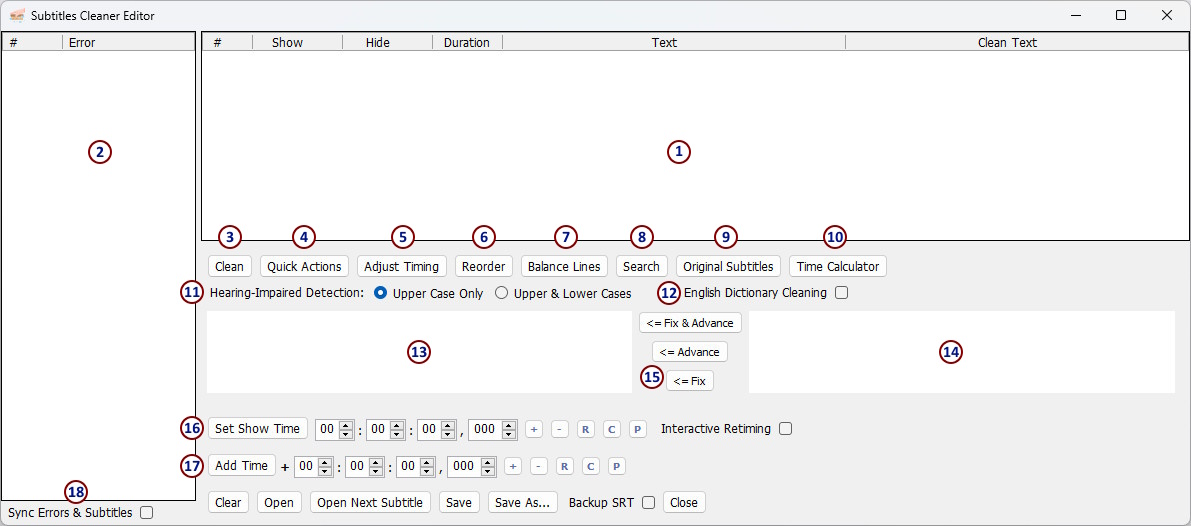 Subtitles Cleaner Editor
# Error # Show Hide Duration Text Clean Text
2 1
3 4 5 6 7 8 9 10
Clean Quick Actions Adjust Timing Reorder Balance Lines Search Original Subtitles Time Calculator
11 Hearing-Impaired Detection: Upper Case Only Upper & Lower Cases 12 English Dictionary Cleaning
<= Fix & Advance
13 <= Advance 14
15 <= Fix
16 Set Show Time 00 : 00 : 00 , 000 + - R C P Interactive Retiming
17 Add Time + 00 : 00 : 00 , 000 + - R C P
18
Clear Open Open Next Subtitle Save Save As... Backup SRT Close
Sync Errors & Subtitles